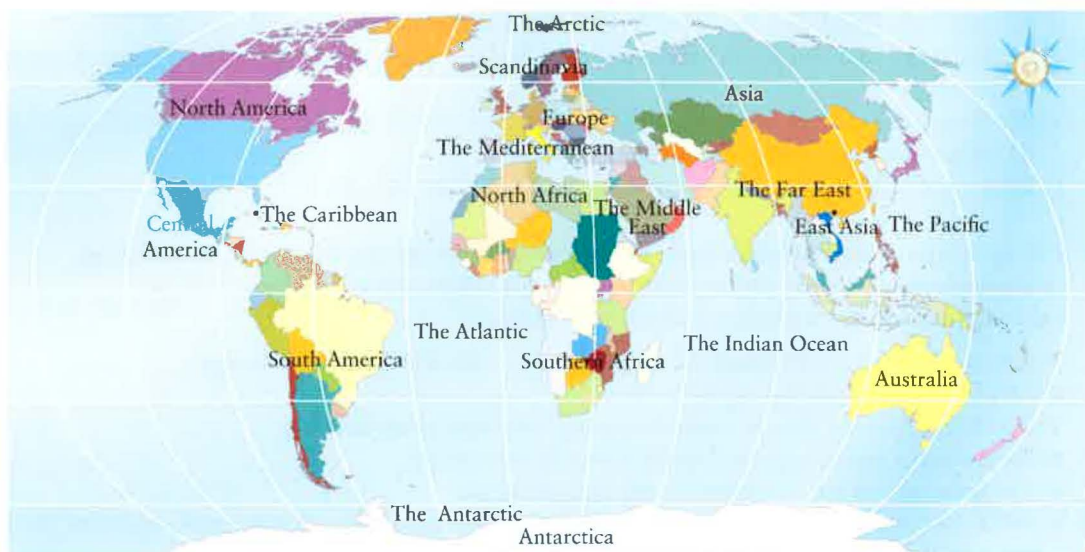 The Arctic
Scandinavia
North America
Asia
Europe
The Mediterranean
North Africa
The Far East
The Middle
East
The Caribbean
Central
America
East Asia
The Pacific
The Atlantic
The Indian Ocean
South America
Southern Africa
Australia
The Antarctic
Antarctica